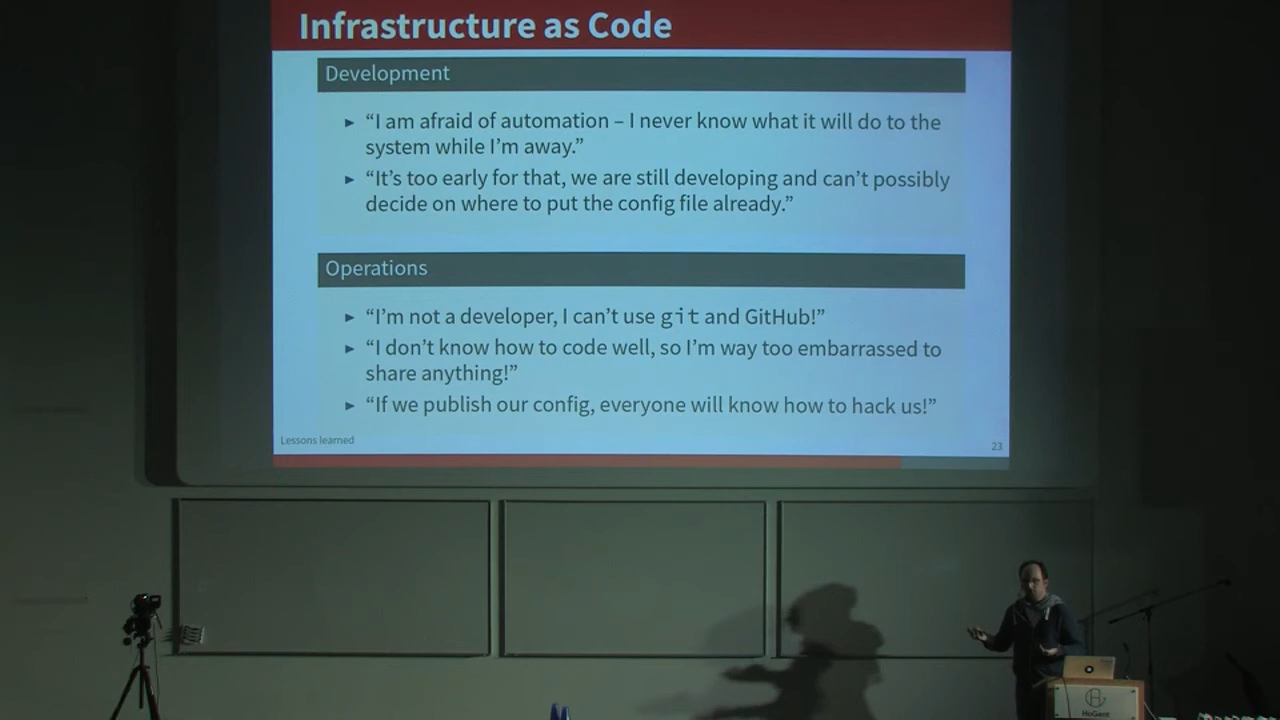 Infrastructure as Code
Development
► “I am afraid of automation – I never know what it will do to the
system while I’m away.”
► “It’s too early for that, we are still developing and can’t possibly
decide on where to put the config file already.”
Operations
► “I’m not a developer, I can’t use git and GitHub!”
► “I don’t know how to code well, so I’m way too embarrassed to
share anything!”
► “If we publish our config, everyone will know how to hack us!”
Lessons learned
23
HoGent